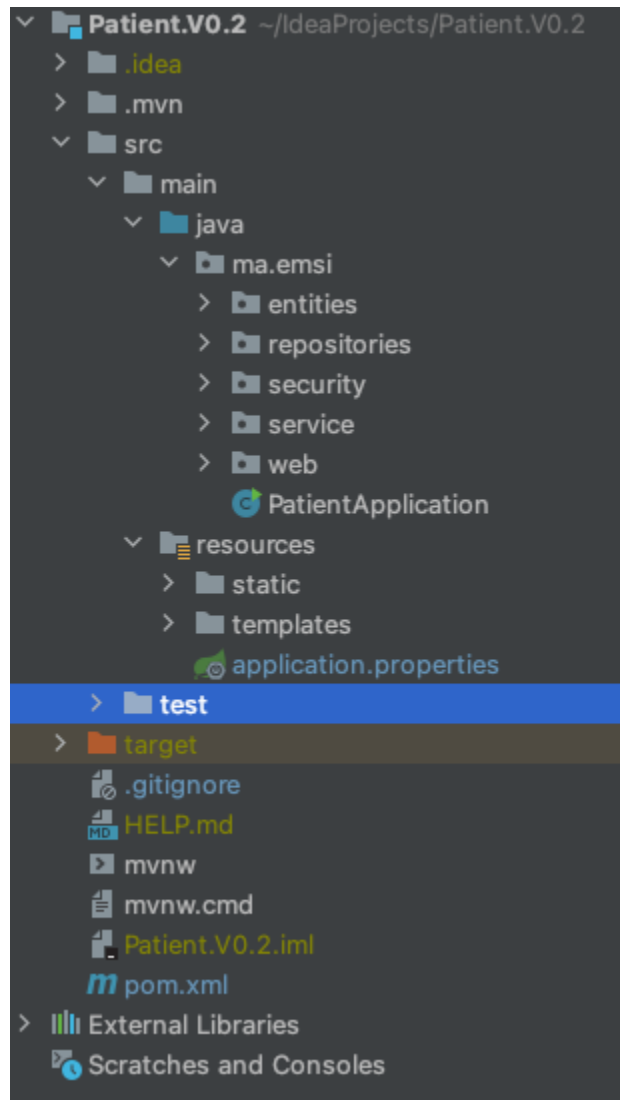 Patient.V0.2 ~/IdeaProjects/Patient.V0.2
.idea
.mvn
src
main
java
ma.emsi
entities
repositories
security
service
web
C PatientApplication
resources
static
templates
application.properties
test
target
.gitignore
MD HELP.md
mvnw
mvnw.cmd
Patient.V0.2.iml
m pom.xml
External Libraries
Scratches and Consoles